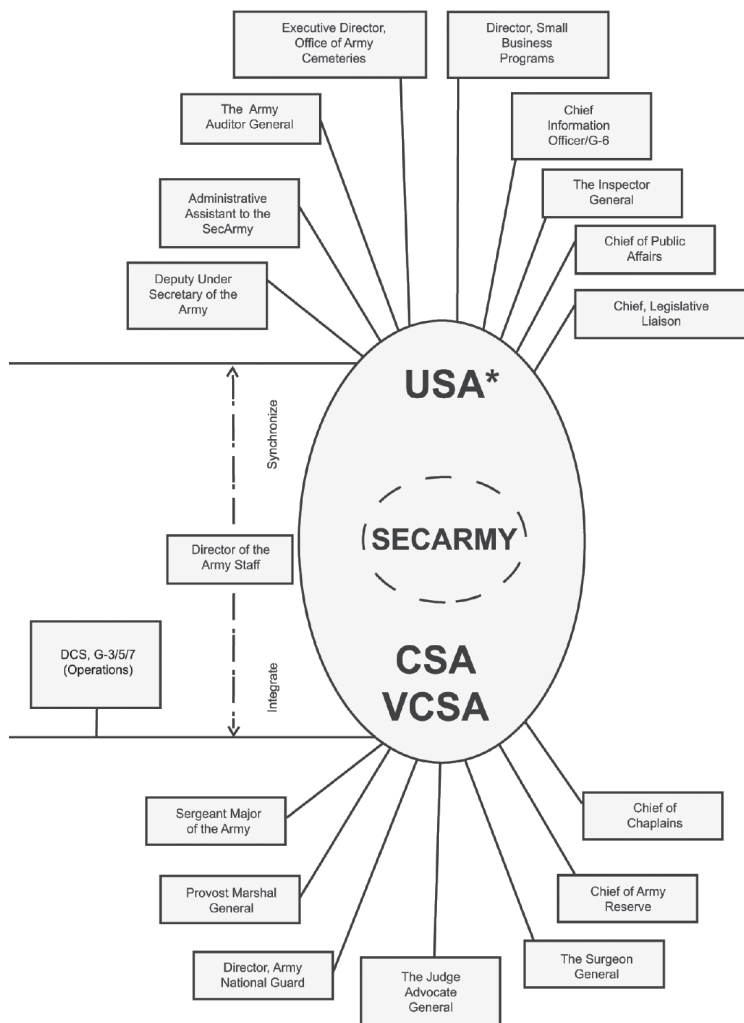 Executive Director,
Office of Army
Cemeteries
Director, Small
Business
Programs
The Army
Auditor General
Chief
Information
Officer/G-6
Administrative
Assistant to the
SecArmy
The Inspector
General
Chief of Public
Affairs
Deputy Under
Secretary of the
Army
Chief, Legislative
Liaison
USA*
Synchronize
SECARMY
Director of the
Army Staff
DCS, G-3/5/7
(Operations)
Integrate
CSA
VCSA
Sergeant Major
of the Army
Chief of
Chaplains
Provost Marshal
General
Chief of Army
Reserve
Director, Army
National Guard
The Judge
Advocate
General
The Surgeon
General